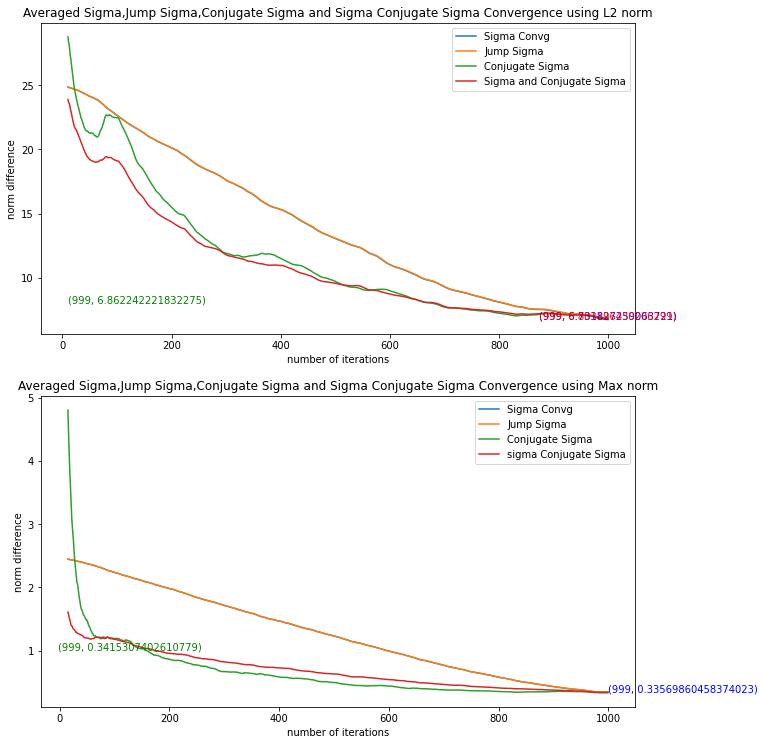 Averaged Sigma,Jump Sigma,Conjugate Sigma and Sigma Conjugate Sigma Convergence using L2 norm
Sigma Convg
Jump Sigma
Conjugate Sigma
Sigma and Conjugate Sigma
25
20
15
10
norm difference
(999, 6.862242221832275)
0
200
400
600
800
1000
number of iterations
Averaged Sigma,Jump Sigma,Conjugate Sigma and Sigma Conjugate Sigma Convergence using Max norm
Sigma Convg
Jump Sigma
Conjugate Sigma
sigma Conjugate Sigma
5
4
3
2
1
norm difference
(999, 0.3415307402610779)
(999, 0.33569860458374023)
0
200
400
600
800
1000
number of iterations